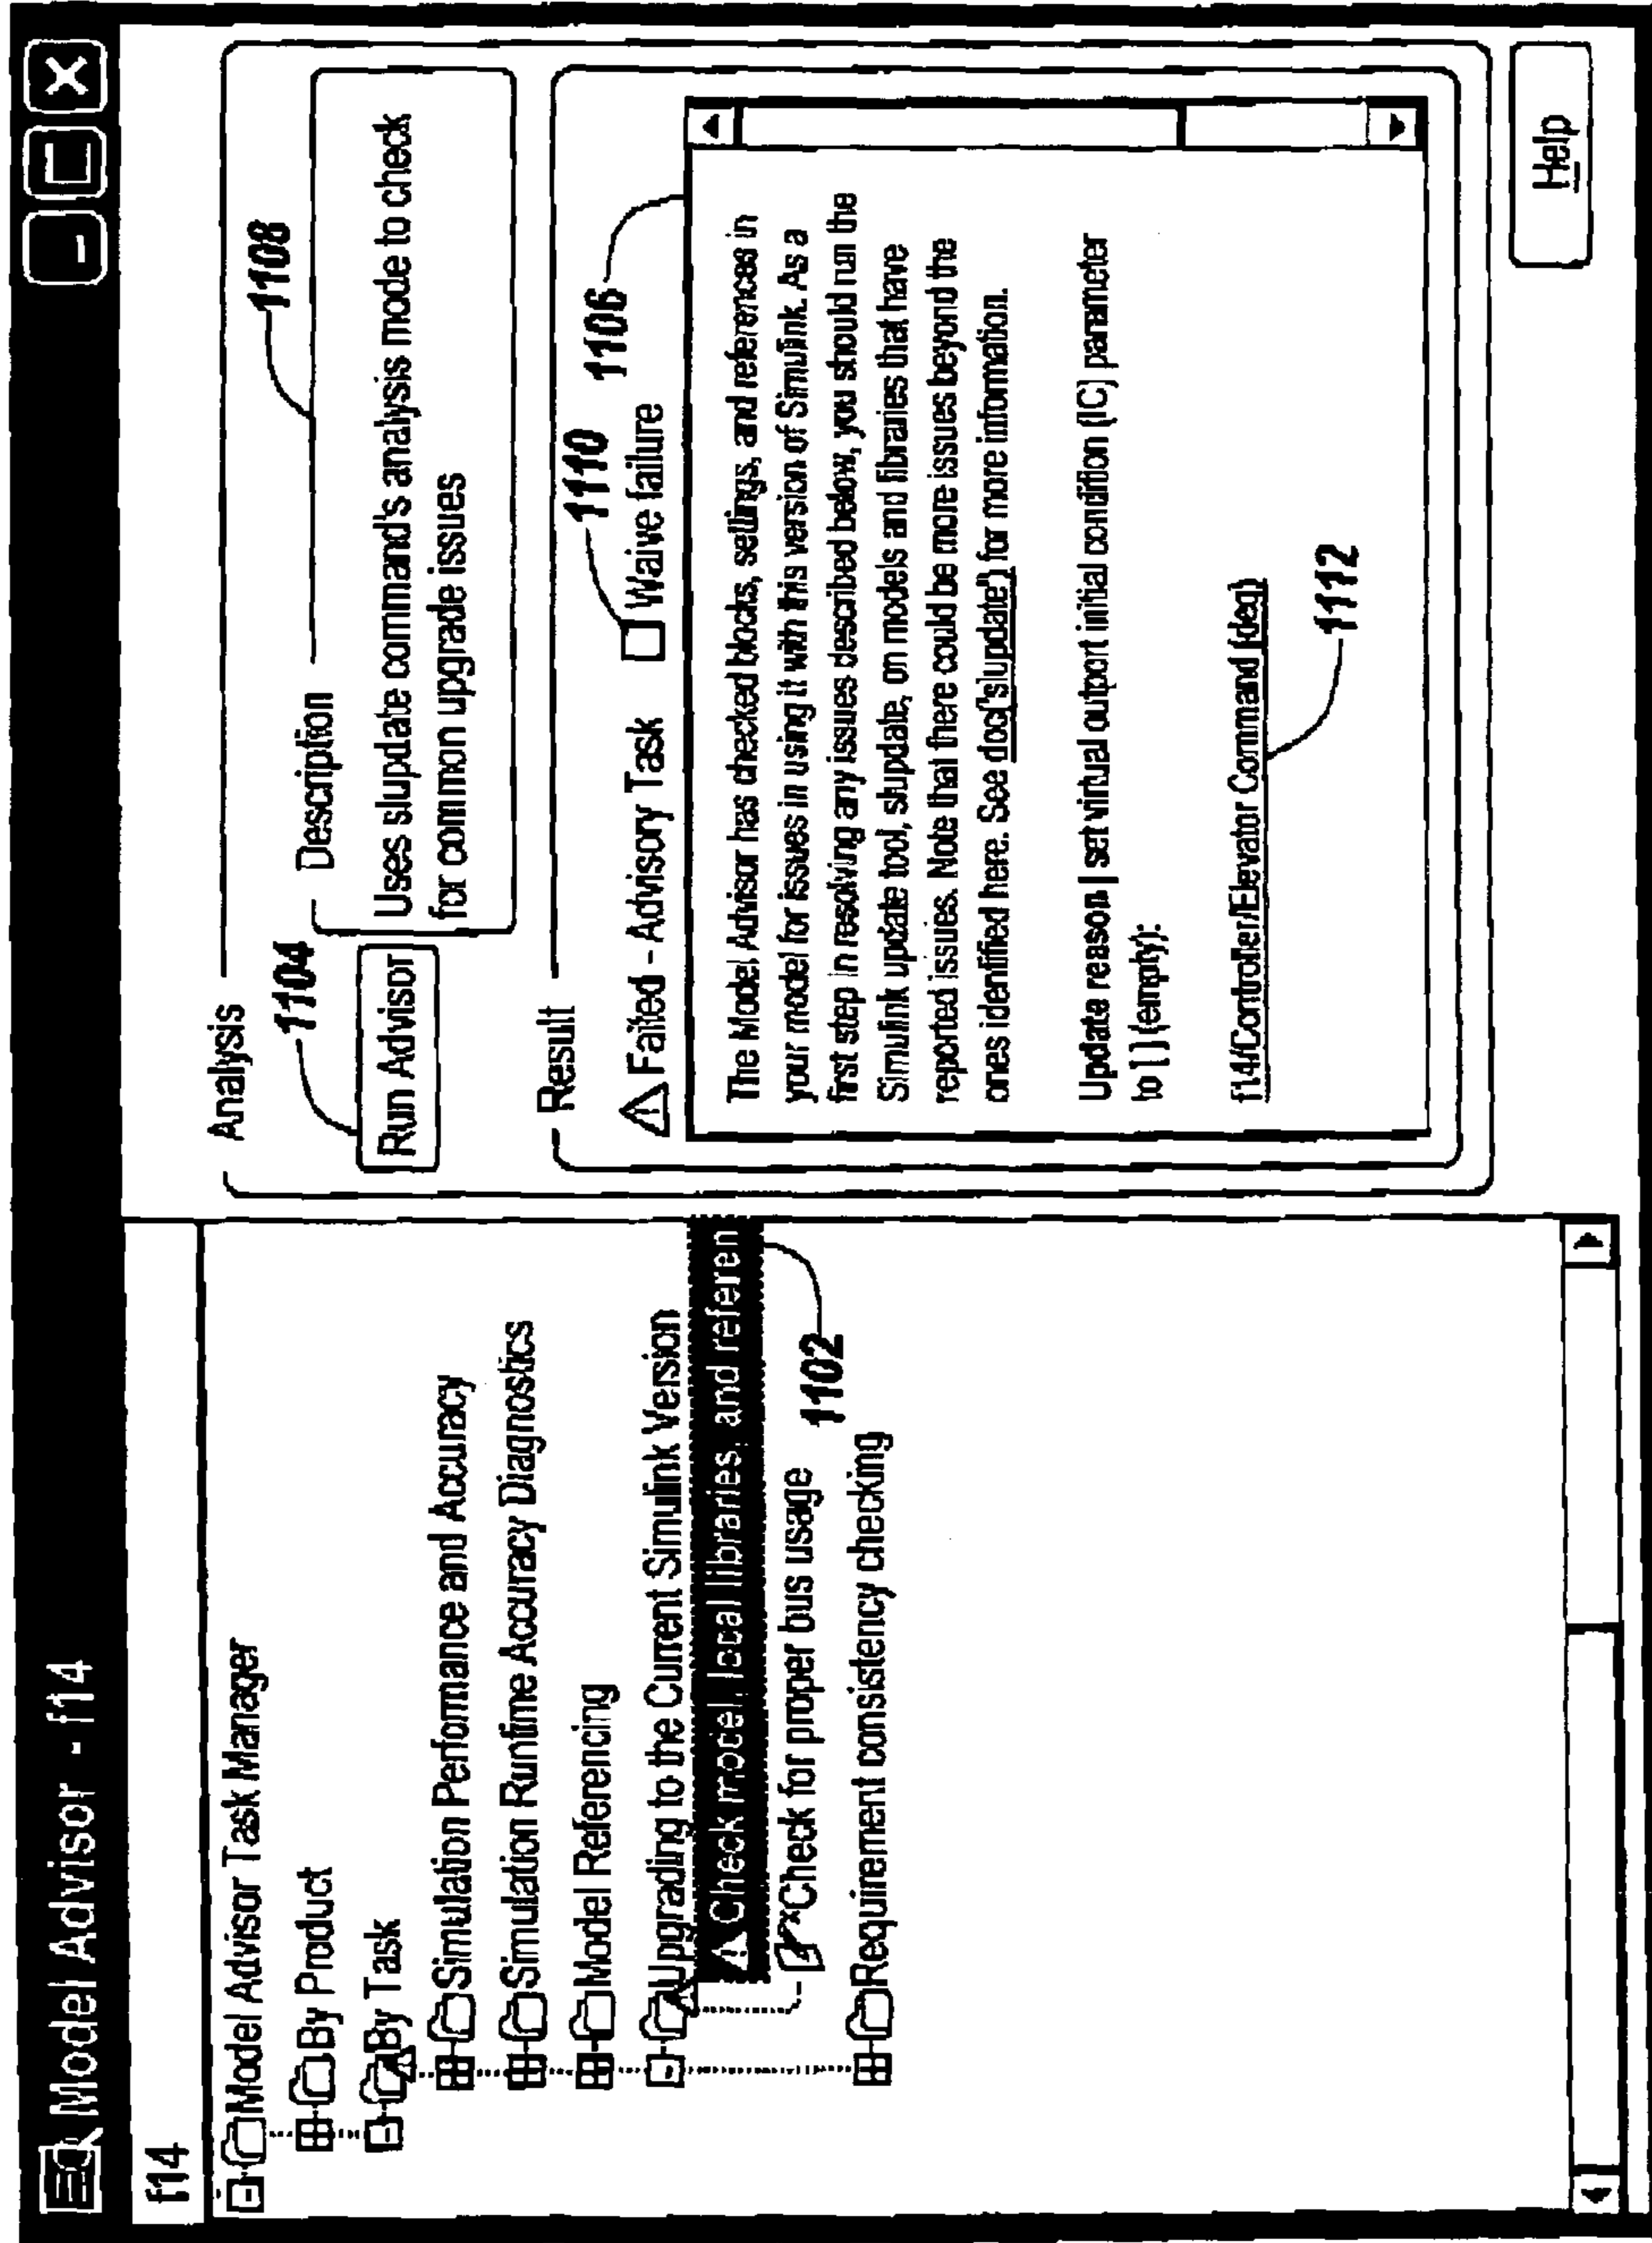 Model Advisor - f14
f14
Model Advisor Task Manager
By Product
By Task
Simulation Performance and Accuracy
Simulation Runtime Accuracy Diagnostics
Model Referencing
Upgrading to the Current Simulink Version
Check model, local libraries, and referen
1102
^Check for proper bus usage
Requirement consistency checking
Analysis
1104
Run Advisor
Description
1108
Uses slupdate command's analysis mode to check
for common upgrade issues
Result
1110
1106
Failed - Advisory Task
Waive failure
The Model Advisor has checked blocks, settings, and references in
your model for issues in using it with this version of Simulink. As a
first step in resolving any issues described below, you should run the
Simulink update tool, slupdate, on models and libraries that have
reported issues. Note that there could be more issues beyond the
ones identified here. See doc('slupdate') for more information.
Update reason | set virtual outport initial condition (IC) parameter
to [ ] (empty):
f14/Controller/Elevator Command (deg)
1112
Help